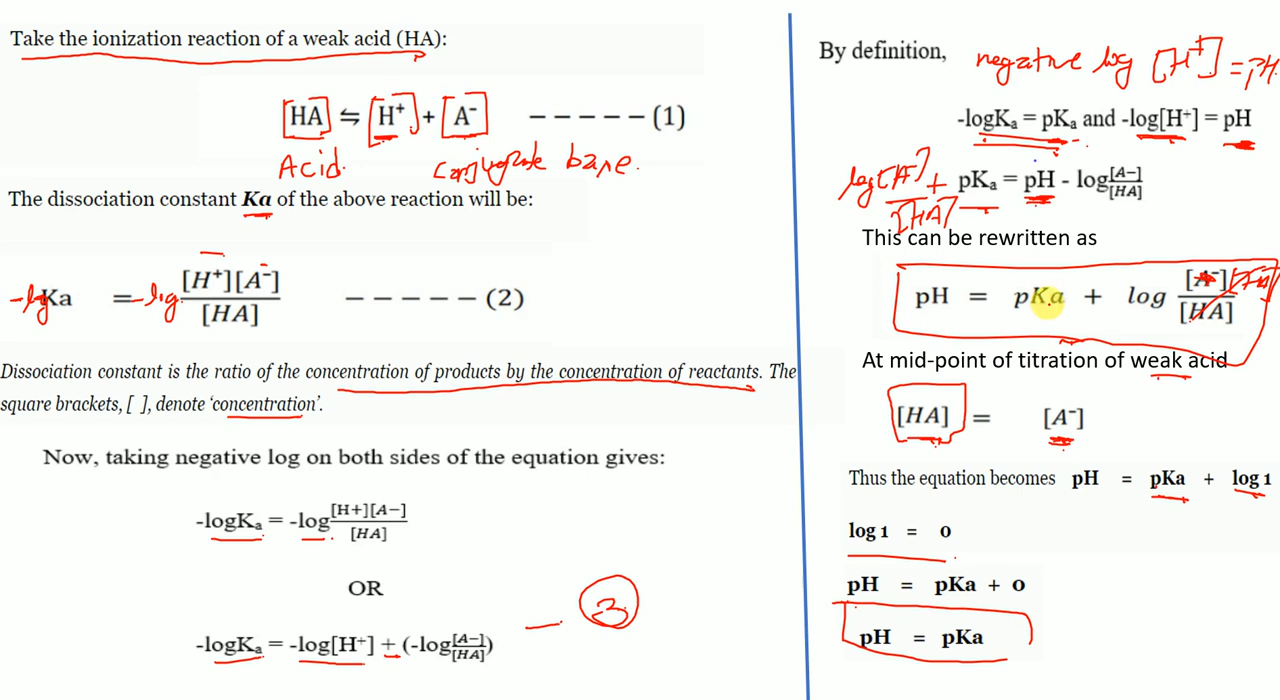 Take the ionization reaction of a weak acid (HA):
[HA] ⇋ [H⁺] + [A⁻] - - - - - - (1)
Acid. Conjugate base.
The dissociation constant Ka of the above reaction will be:
-log Ka = -log [H⁺][A⁻] / [HA] - - - - - - (2)
Dissociation constant is the ratio of the concentration of products by the concentration of reactants. The
square brackets, [ ], denote ‘concentration’.
Now, taking negative log on both sides of the equation gives:
-logKₐ = -log [H+][A−] / [HA]
OR
-logKₐ = -log[H⁺] + (-log [A−] / [HA]) — 3
By definition,
negative log [H⁺] = pH.
-logKₐ = pKₐ and -log[H⁺] = pH
log [A⁻] / [HA] + pKₐ = pH - log [A−] / [HA]
This can be rewritten as
pH = pKa + log [A⁻] / [HA]
At mid-point of titration of weak acid
[HA] = [A⁻]
Thus the equation becomes pH = pKa + log 1
log 1 = 0
pH = pKa + 0
pH = pKa